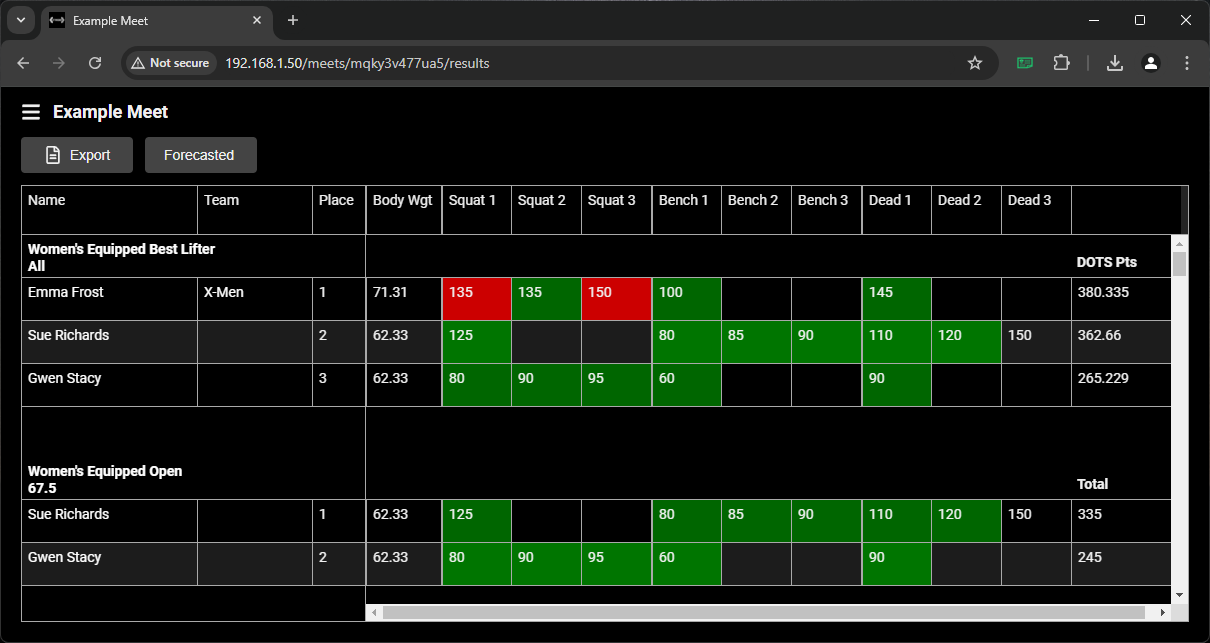 Example Meet
Not secure 192.168.1.50/meets/mqky3v477ua5/results
Example Meet
Export Forecasted
Name Team Place Body Wgt Squat 1 Squat 2 Squat 3 Bench 1 Bench 2 Bench 3 Dead 1 Dead 2 Dead 3
Women's Equipped Best Lifter
All DOTS Pts
Emma Frost X-Men 1 71.31 135 135 150 100 145 380.335
Sue Richards 2 62.33 125 80 85 90 110 120 150 362.66
Gwen Stacy 3 62.33 80 90 95 60 90 265.229
Women's Equipped Open
67.5 Total
Sue Richards 1 62.33 125 80 85 90 110 120 150 335
Gwen Stacy 2 62.33 80 90 95 60 90 245